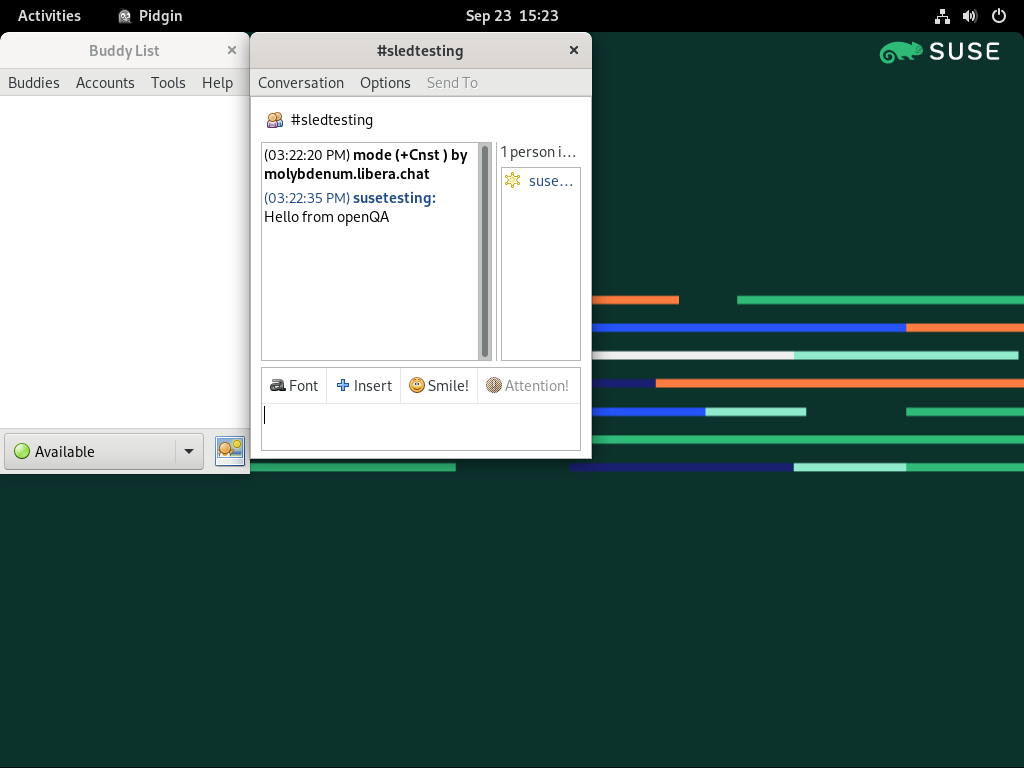 Activities
Pidgin
Sep 23 15:23
Buddy List
#sledtesting
SUSE
Buddies Accounts Tools Help
Conversation Options Send To
#sledtesting
(03:22:20 PM) mode (+Cnst ) by
molybdenum.libera.chat
(03:22:35 PM) susetesting:
Hello from openQA
1 person i…
suse…
Font Insert Smile! Attention!
Available